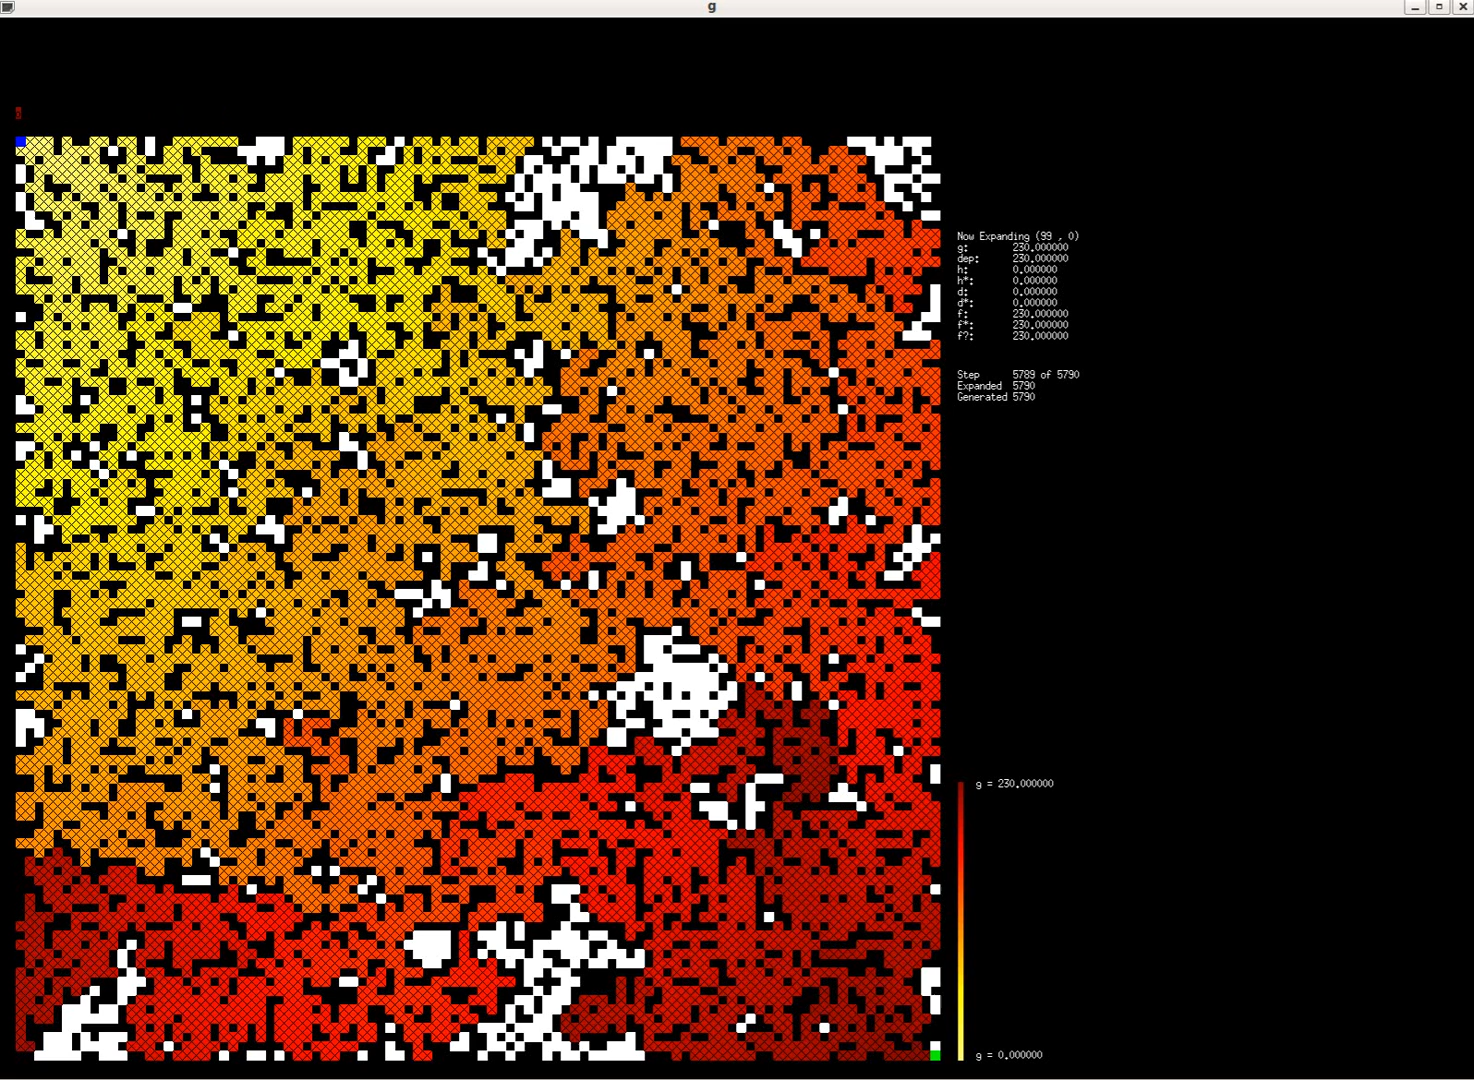 g
Now Expanding (99 , 0)
g: 230.000000
dep: 230.000000
h: 0.000000
h*: 0.000000
d: 0.000000
d*: 0.000000
f: 230.000000
f*: 230.000000
f?: 230.000000
Step 5789 of 5790
Expanded 5790
Generated 5790
g = 230.000000
g = 0.000000